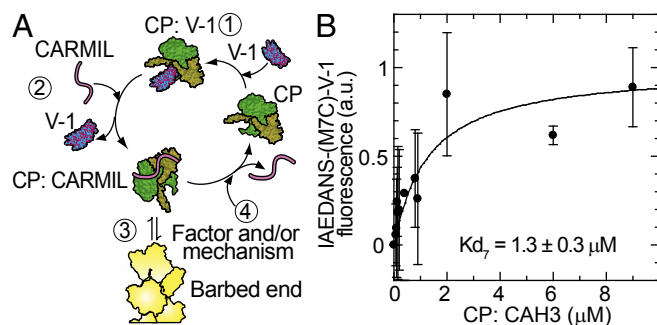 A
CP: V-1 ①
CARMIL
V-1
②
CP
V-1
CP: CARMIL
④
③
Factor and/or
mechanism
Barbed end
B
IAEDANS-(M7C)-V-1
fluorescence (a.u.)
1
0.5
0
Kd₇ = 1.3 ± 0.3 µM
0 2 4 6 8 10
CP: CAH3 (µM)